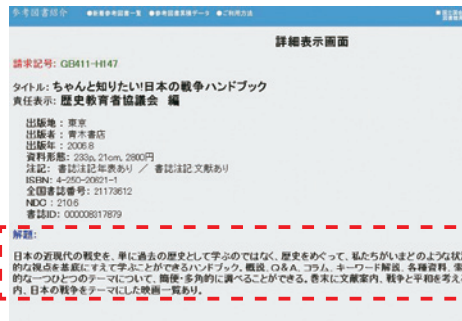 参考図書紹介 ●新着参考図書一覧 ●参考図書累積データ ●ご利用方法
詳細表示画面
請求記号: GB411-H147
タイトル: ちゃんと知りたい!日本の戦争ハンドブック
責任表示: 歴史教育者協議会 編
出版地 : 東京
出版者 : 青木書店
出版年 : 2006.8
資料形態: 233p, 21cm, 2800円
注記: 書誌注記年表あり / 書誌注記文献あり
ISBN: 4-250-20621-1
全国書誌番号: 21173612
NDC : 210.6
書誌ID: 000008317879
解題:
日本の近現代の戦史を、単に過去の歴史として学ぶのではなく、歴史をめぐって、私たちがいまどのような状
的な視点を基底にすえて学ぶことができるハンドブック。概説、Q&A、コラム、キーワード解説、各種資料、索
的な一つひとつのテーマについて、簡便・多角的に調べることができる。巻末に文献案内、戦争と平和を考え
内、日本の戦争をテーマにした映画一覧あり。